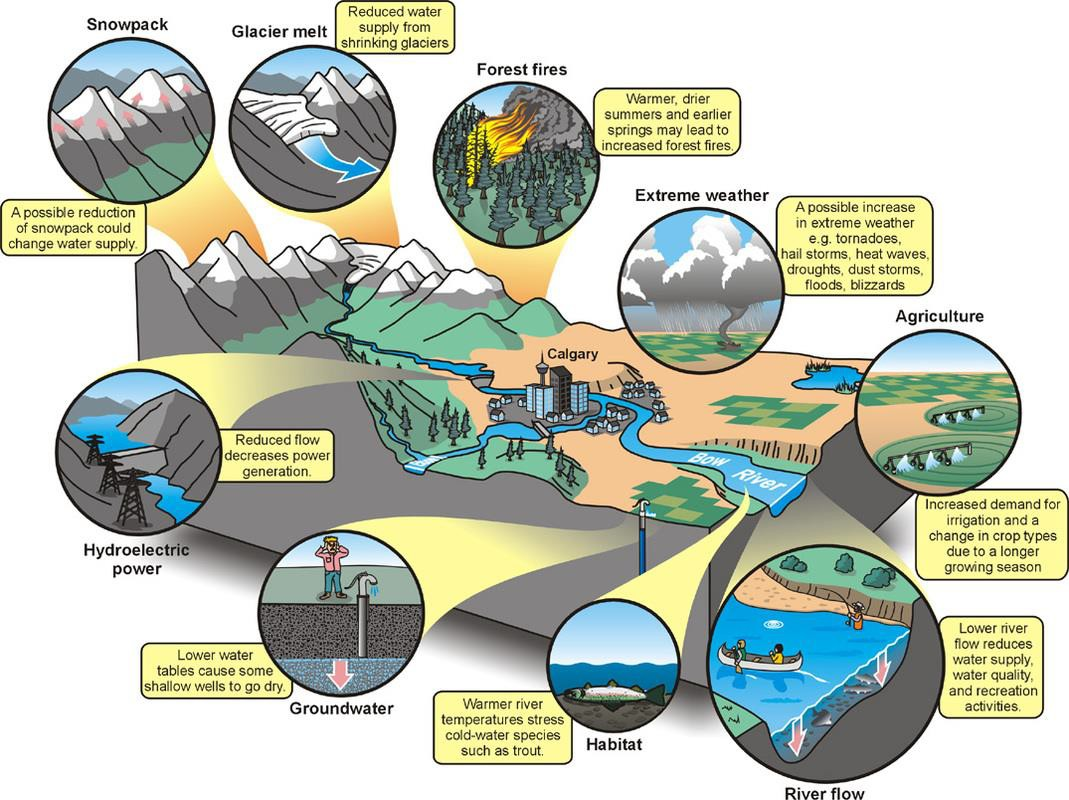 Snowpack
A possible reduction
of snowpack could
change water supply.
Glacier melt
Reduced water
supply from
shrinking glaciers
Forest fires
Warmer, drier
summers and earlier
springs may lead to
increased forest fires.
Extreme weather
A possible increase
in extreme weather
e.g. tornadoes,
hail storms, heat waves,
droughts, dust storms,
floods, blizzards
Agriculture
Increased demand for
irrigation and a
change in crop types
due to a longer
growing season
Calgary
Bow River
Reduced flow
decreases power
generation.
Hydroelectric
power
Lower water
tables cause some
shallow wells to go dry.
Groundwater
Warmer river
temperatures stress
cold-water species
such as trout.
Habitat
Lower river
flow reduces
water supply,
water quality,
and recreation
activities.
River flow